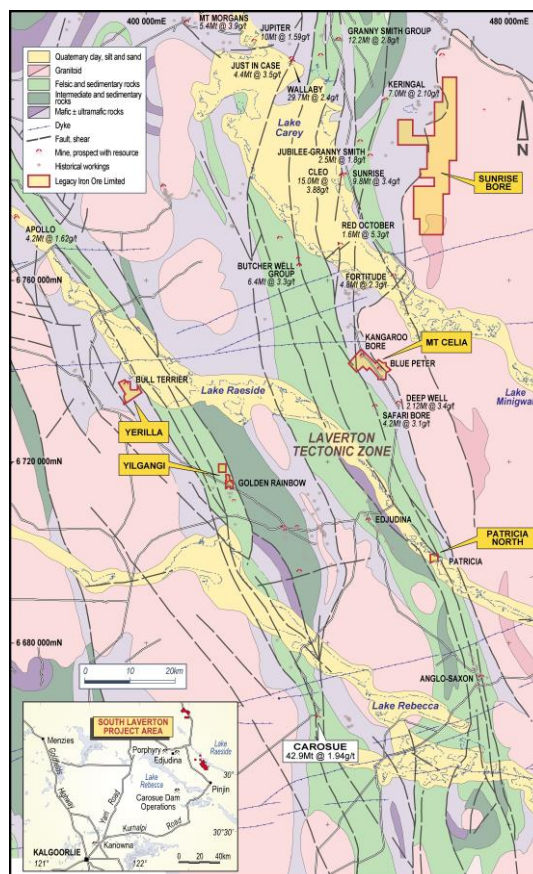 400 000mE
480 000mE
MT MORGANS
5.4Mt @ 3.9g/t
JUPITER
10Mt @ 1.59g/t
GRANNY SMITH GROUP
12.2Mt @ 2.8g/t
JUST IN CASE
4.4Mt @ 3.5g/t
WALLABY
29.7Mt @ 2.4g/t
KERINGAL
7.0Mt @ 2.10g/t
Quaternary clay, silt and sand
Granitoid
Felsic and sedimentary rocks
Intermediate and sedimentary
rocks
Mafic ± ultramafic rocks
Dyke
Fault, shear
Mine, prospect with resource
Historical workings
Legacy Iron Ore Limited
Lake
Carey
N
JUBILEE-GRANNY SMITH
2.5Mt @ 1.8g/t
CLEO
15.0Mt @
3.88g/t
SUNRISE
9.8Mt @ 3.4g/t
SUNRISE
BORE
APOLLO
4.2Mt @ 1.62g/t
RED OCTOBER
1.6Mt @ 5.3g/t
BUTCHER WELL
GROUP
6.4Mt @ 3.3g/t
FORTITUDE
4.8Mt @ 2.3g/t
6 760 000mN
KANGAROO
BORE
MT CELIA
BLUE PETER
BULL TERRIER
Lake Raeside
Lake
Minigwal
DEEP WELL
2.12Mt @ 3.4g/t
SAFARI BORE
4.2Mt @ 3.1g/t
YERILLA
LAVERTON
TECTONIC ZONE
6 720 000mN
YILGANGI
GOLDEN RAINBOW
EDJUDINA
PATRICIA
NORTH
PATRICIA
6 680 000mN
0 10 20km
ANGLO-SAXON
Lake Rebecca
CAROSUE
42.9Mt @ 1.94g/t
SOUTH LAVERTON
PROJECT AREA
Menzies
Goldfields
Highway
Yarri
Road
Porphyry
Edjudina
Lake
Raeside
Lake
Rebecca
30°
Pinjin
Carosue Dam
Operations
Kurnalpi
Road
30°30'
Kanowna
KALGOORLIE
121°
122°
0 20 40km